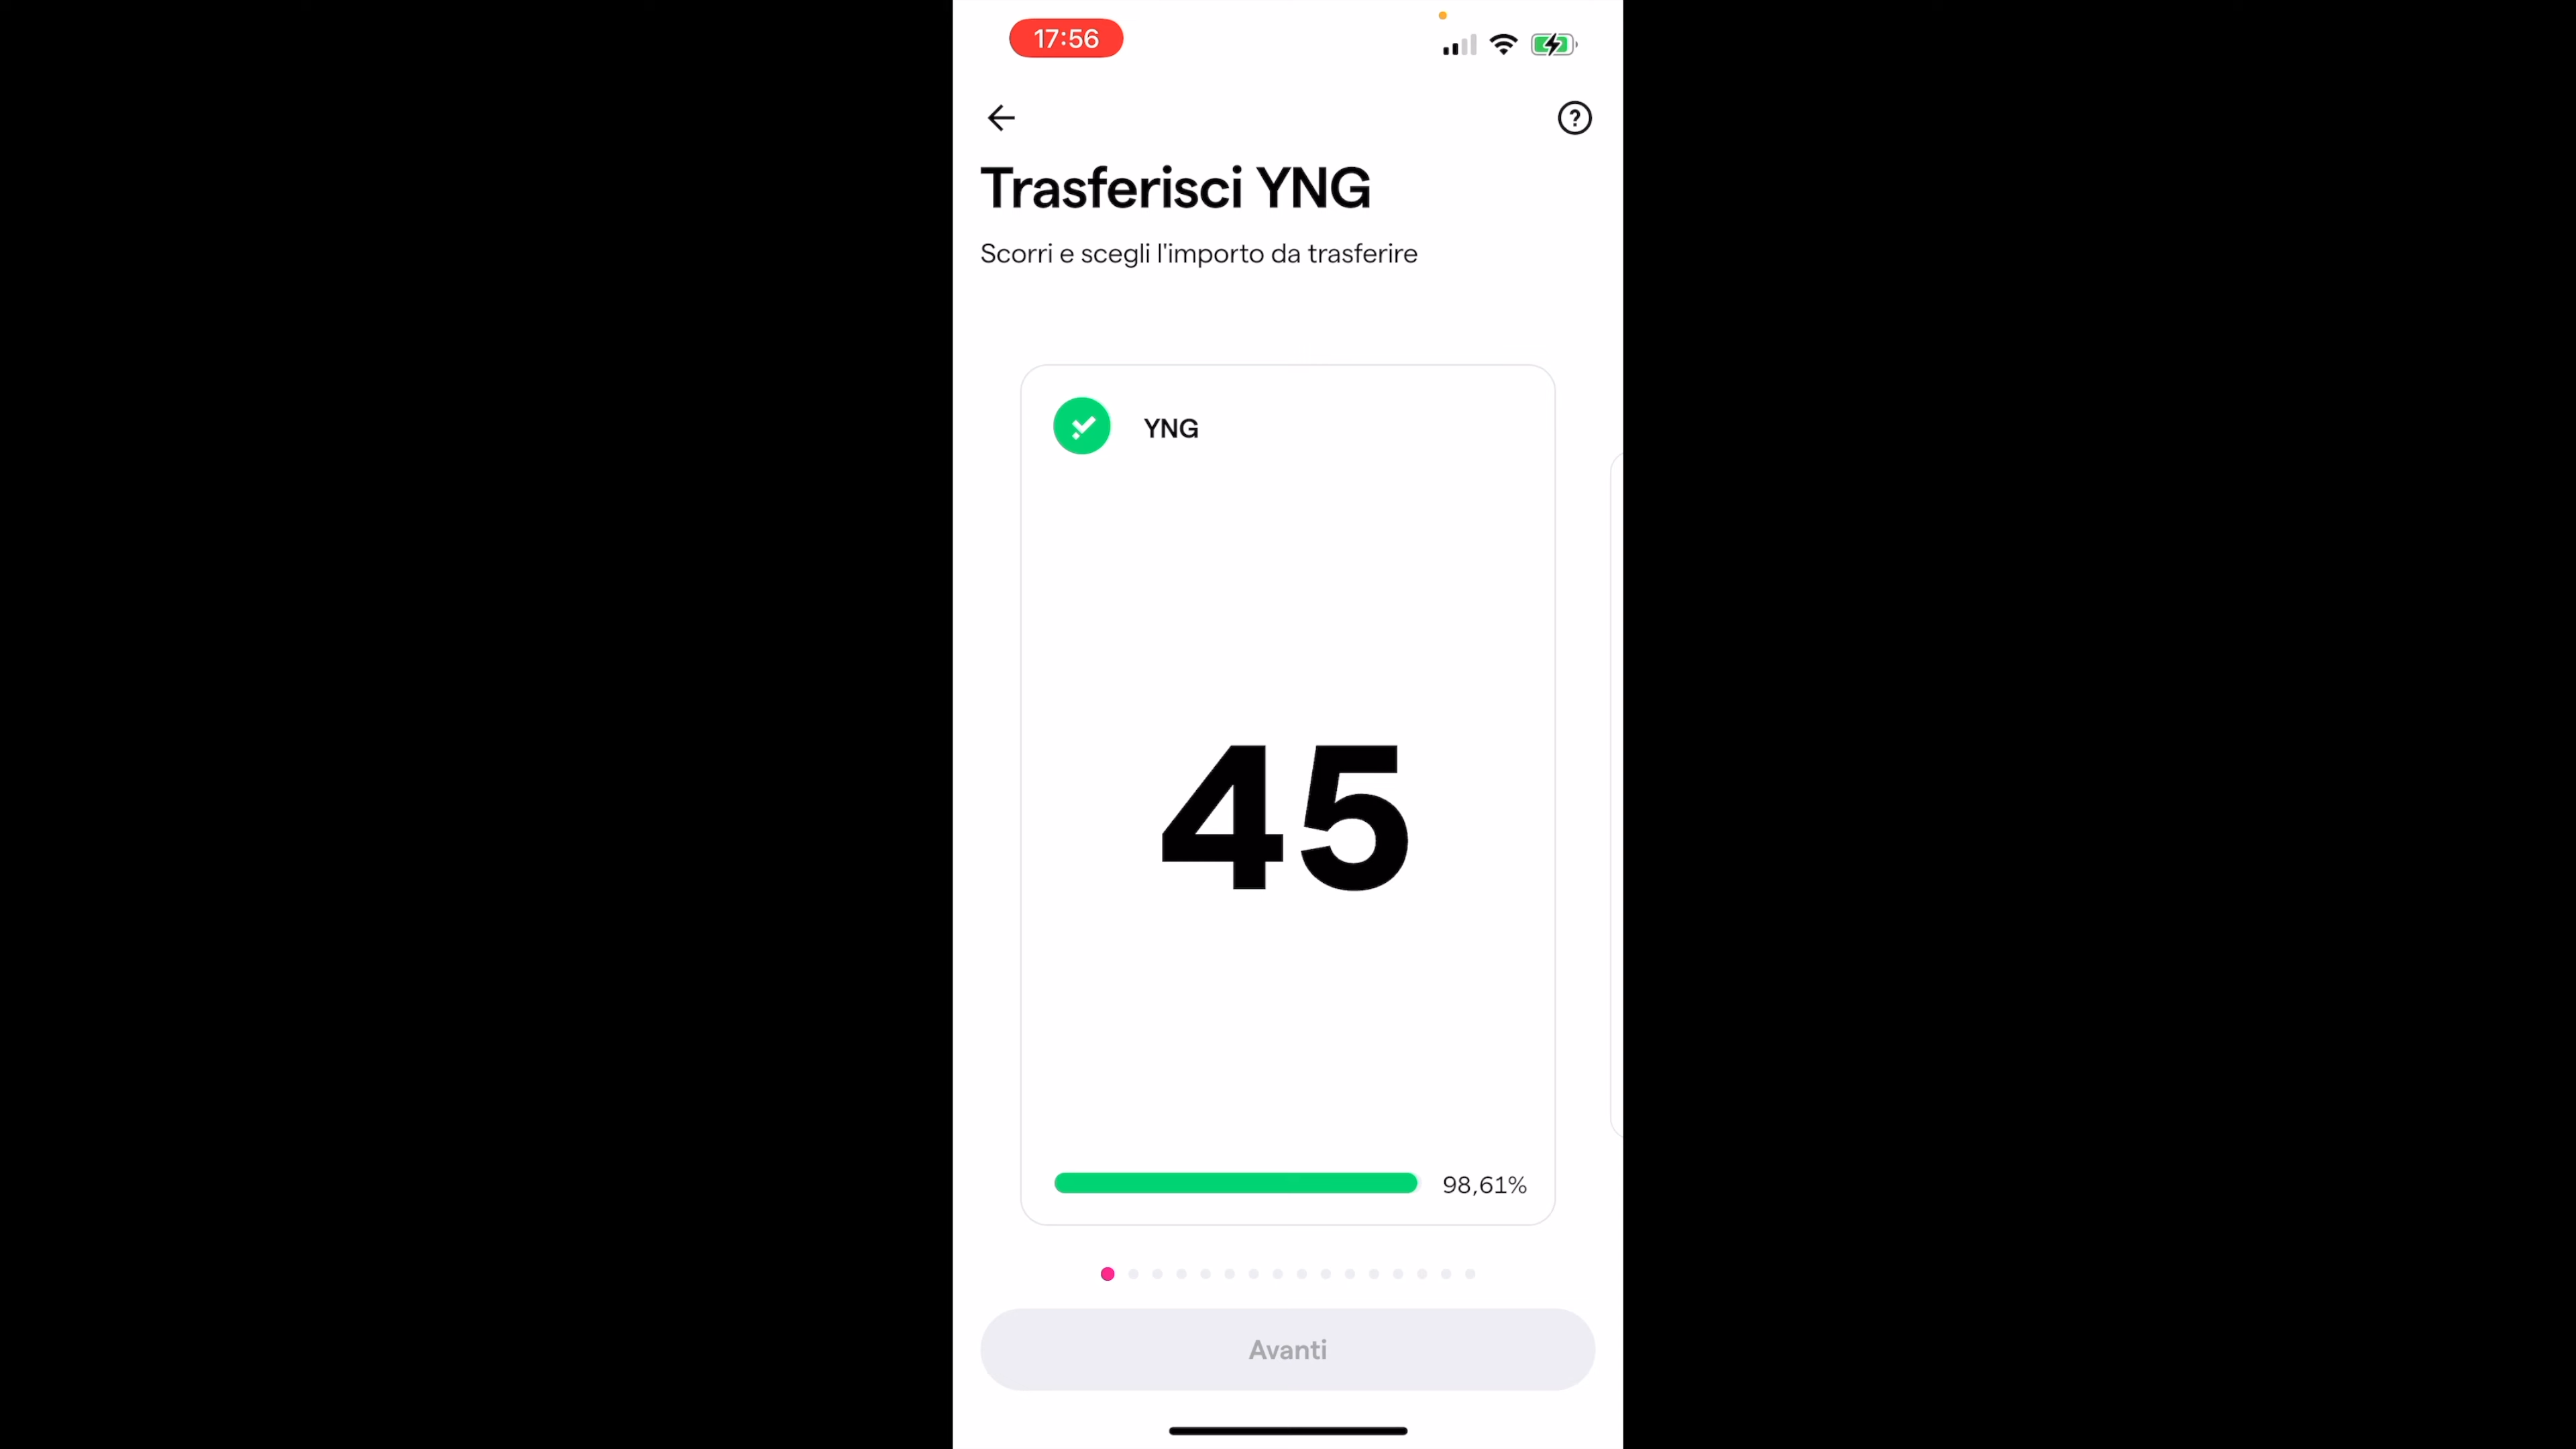 17:56
Trasferisci YNG
Scorri e scegli l'importo da trasferire
YNG
45
98,61%
Avanti